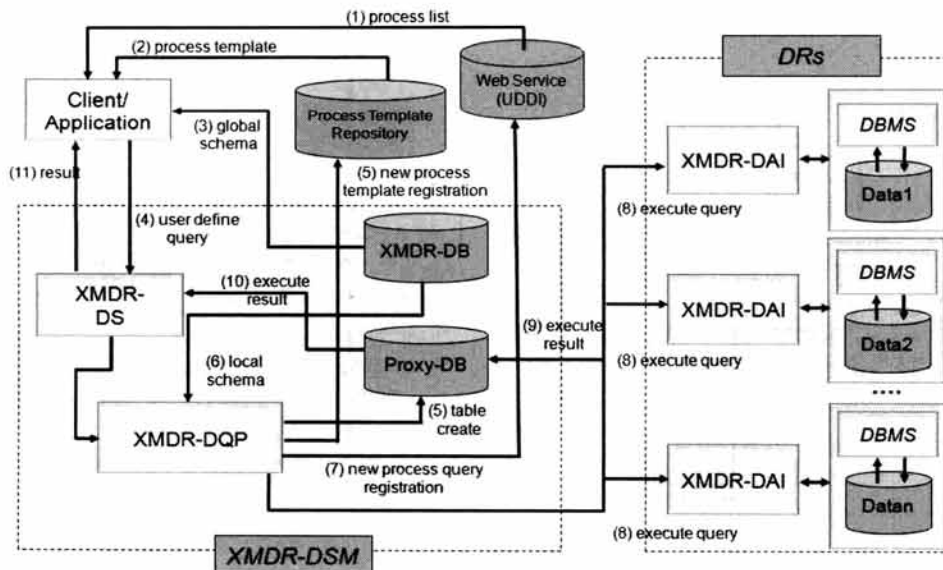 (1) process list
(2) process template
Web Service
(UDDI)
DRs
Client/
Application
Process Template
Repository
(3) global
schema
(11) result
(5) new process
template registration
(4) user define
query
XMDR-DB
XMDR-
DS
(10) execute
result
(6) local
schema
Proxy-DB
(9) execute
result
(5) table
create
XMDR-DQP
(7) new process query
registration
XMDR-DSM
XMDR-DAI
(8) execute query
DBMS
Data1
XMDR-DAI
(8) execute query
DBMS
Data2
....
XMDR-DAI
(8) execute query
DBMS
Datan